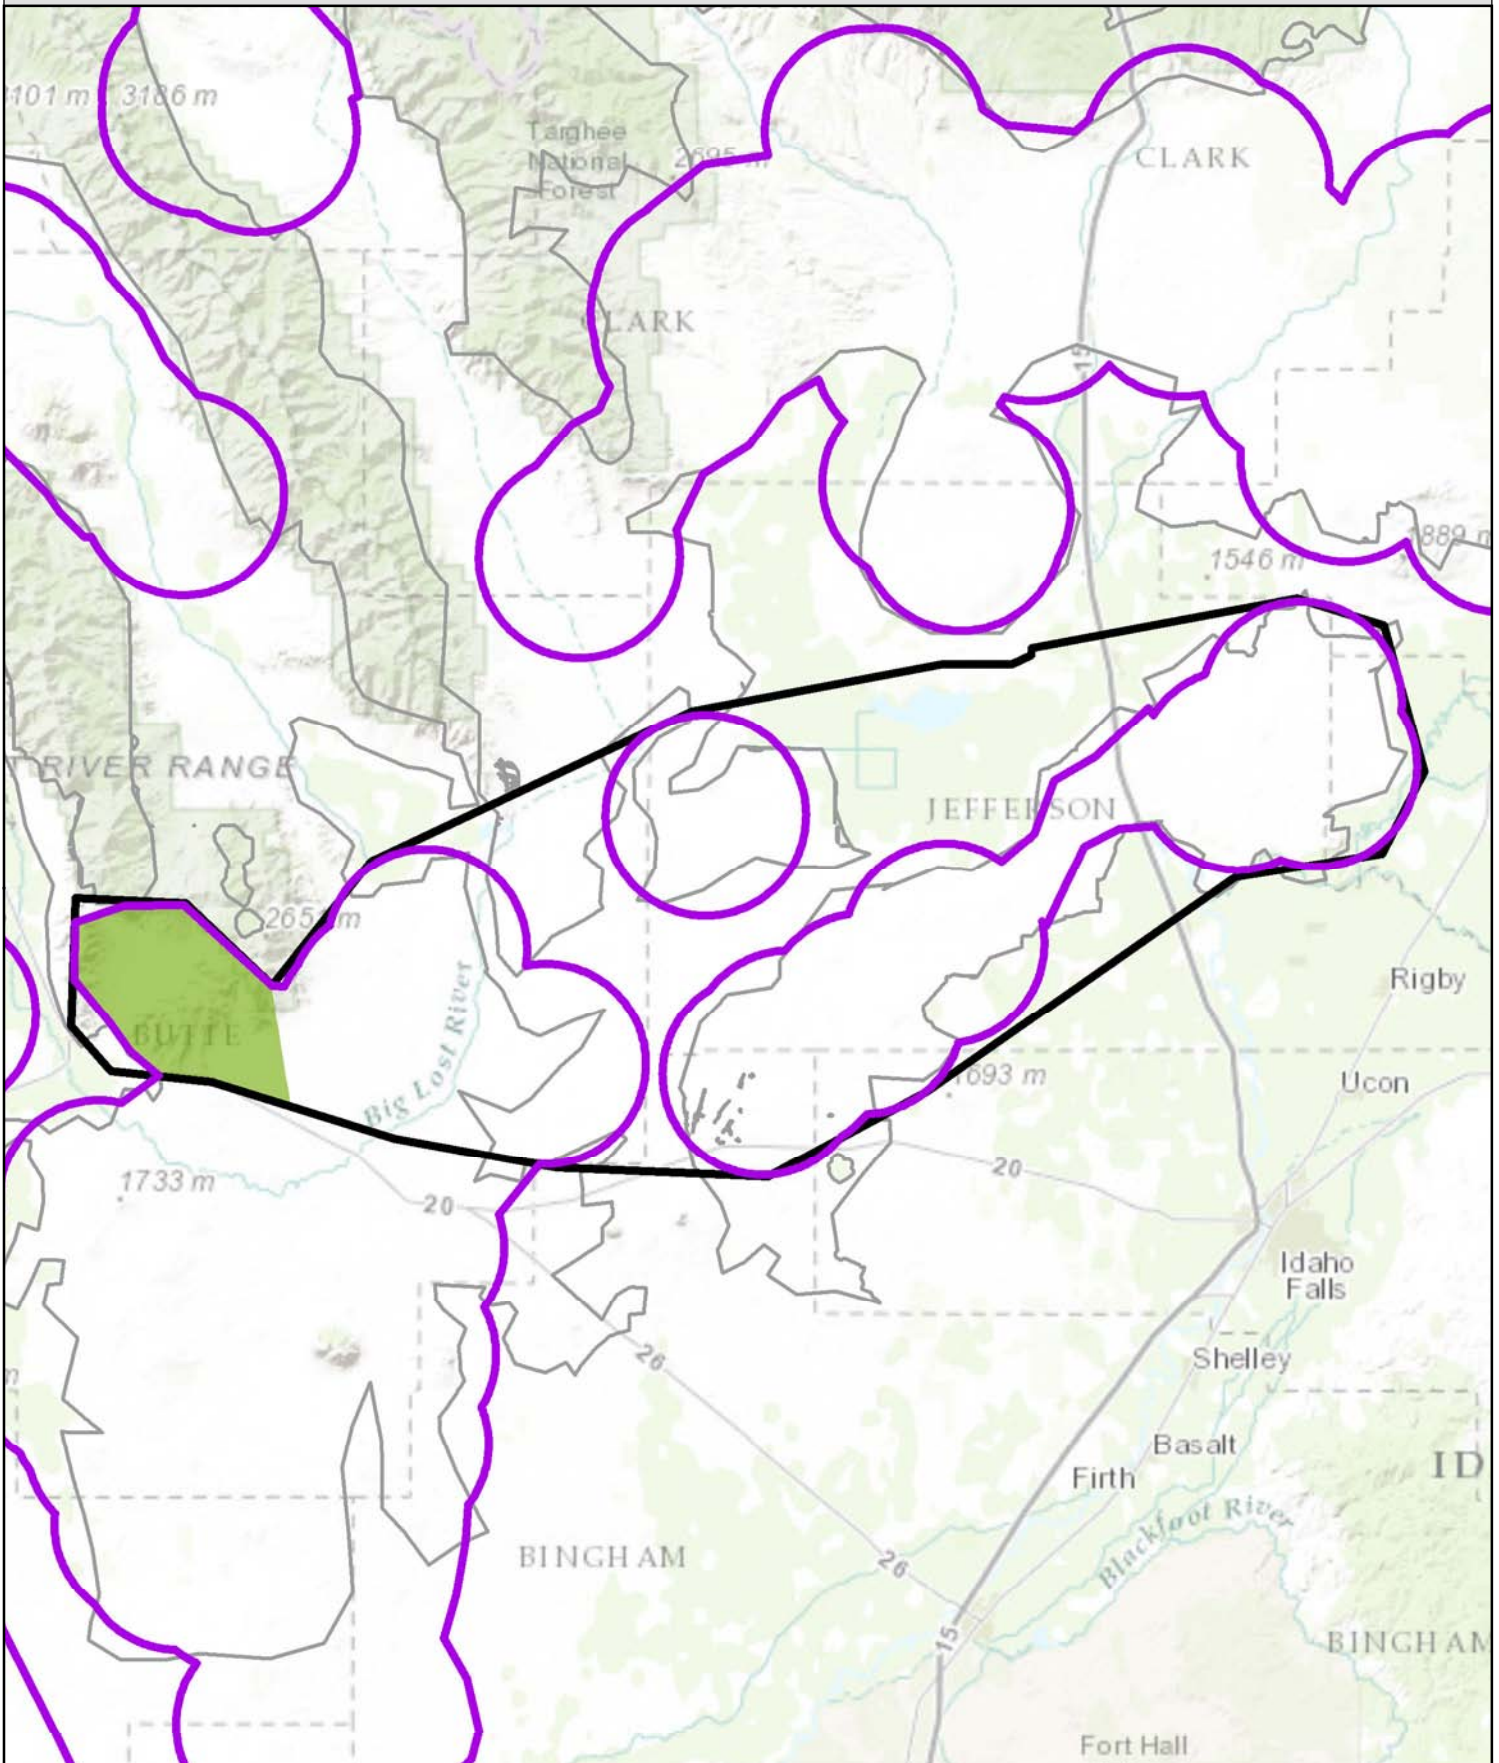 3186 m
Targhee
National
Forest
CLARK
CLARK
15
1546 m
RIVER RANGE
JEFFERSON
BUTTE
Big Lost River
Rigby
1693 m
Ucon
1733 m
20
20
Idaho
Falls
26
Shelley
Basalt
ID
Firth
Blackfoot River
BINGHAM
26
15
BINGHAM
Fort Hall